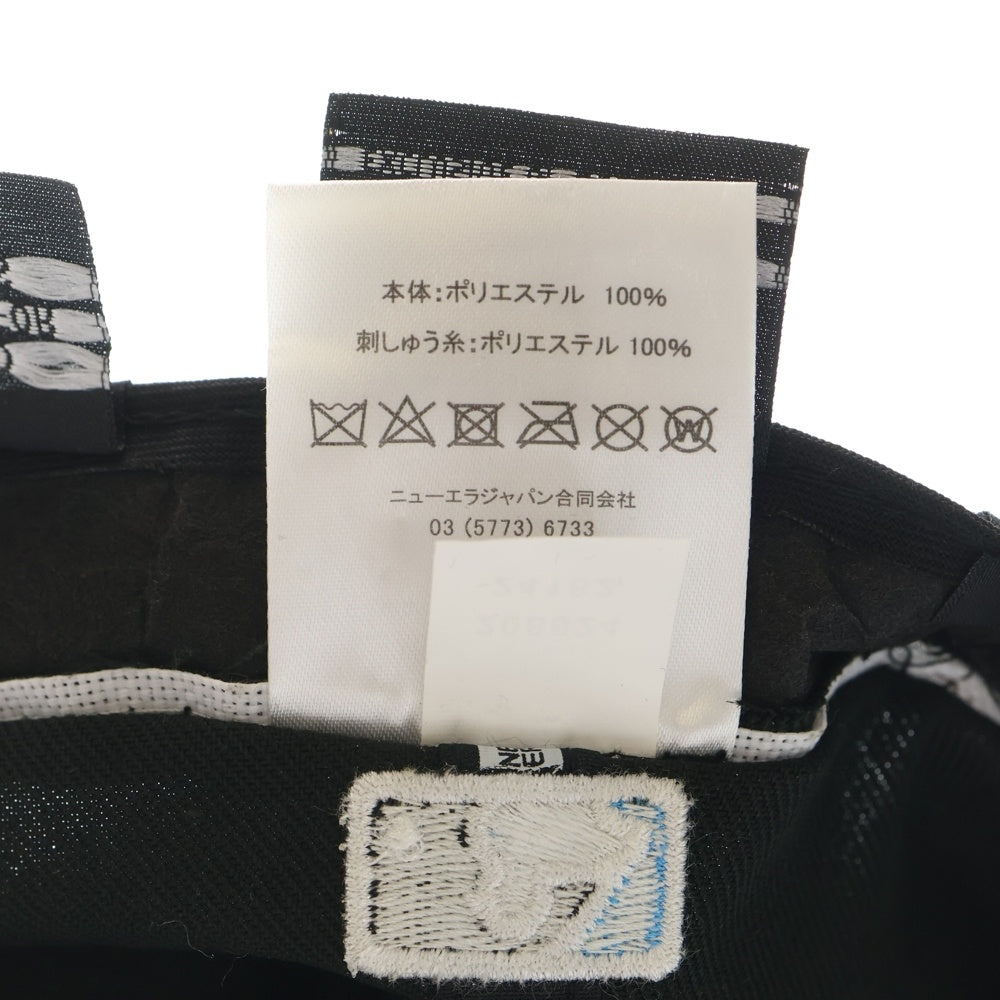 本体:ポリエステル 100%
刺しゅう糸:ポリエステル 100%
W
ニューエラジャパン合同会社
03 (5773) 6733